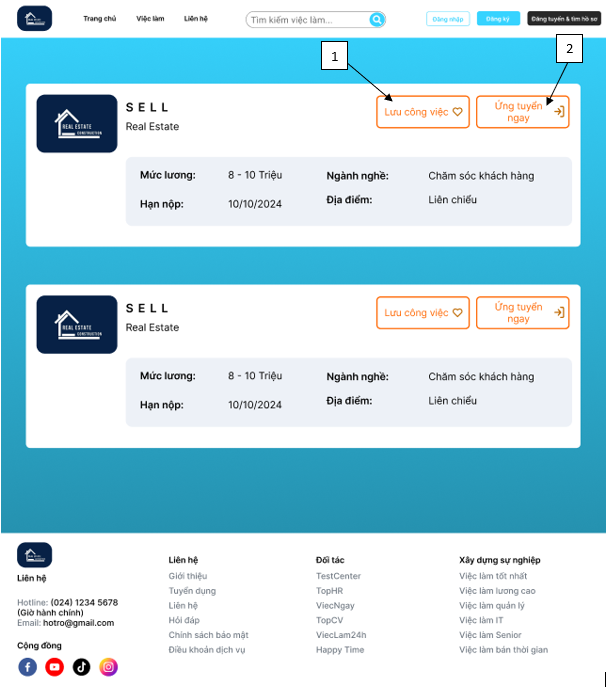 Trang chủ
Việc làm
Liên hệ
Tìm kiếm việc làm...
Đăng nhập
Đăng ký
Đăng tuyển & tìm hồ sơ
1
2
REAL ESTATE
CONSTRUCTION
SELL
Real Estate
Lưu công việc
Ứng tuyển
ngay
Mức lương:
8 - 10 Triệu
Ngành nghề:
Chăm sóc khách hàng
Hạn nộp:
10/10/2024
Địa điểm:
Liên chiểu
REAL ESTATE
CONSTRUCTION
SELL
Real Estate
Lưu công việc
Ứng tuyển
ngay
Mức lương:
8 - 10 Triệu
Ngành nghề:
Chăm sóc khách hàng
Hạn nộp:
10/10/2024
Địa điểm:
Liên chiểu
Liên hệ
Hotline: (024) 1234 5678
(Giờ hành chính)
Email: hotro@gmail.com
Cộng đồng
Liên hệ
Giới thiệu
Tuyển dụng
Liên hệ
Hỏi đáp
Chính sách bảo mật
Điều khoản dịch vụ
Đối tác
TestCenter
TopHR
ViecNgay
TopCV
ViecLam24h
Happy Time
Xây dựng sự nghiệp
Việc làm tốt nhất
Việc làm lương cao
Việc làm quản lý
Việc làm IT
Việc làm Senior
Việc làm bán thời gian